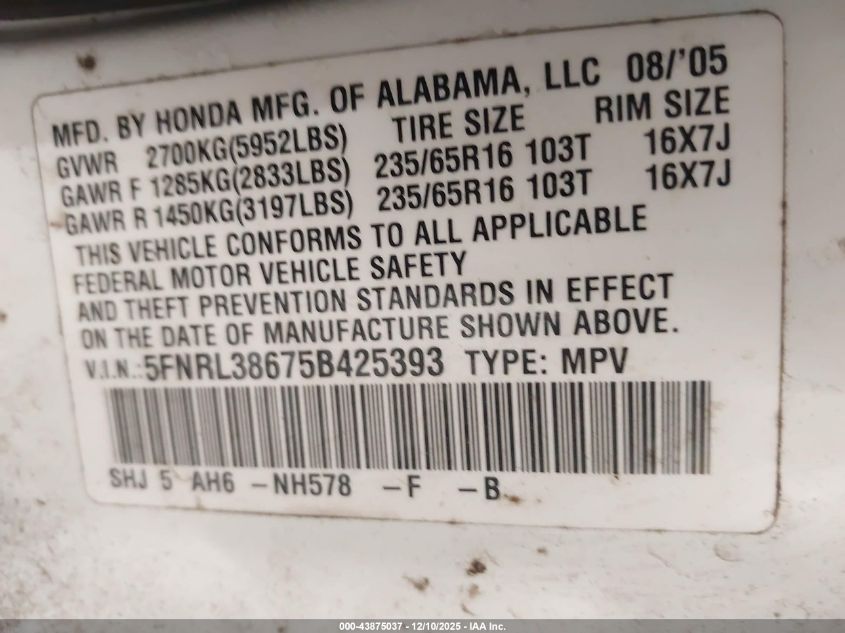 MFD. BY HONDA MFG. OF ALABAMA, LLC 08/'05
GVWR 2700KG(5952LBS) TIRE SIZE RIM SIZE
GAWR F 1285KG(2833LBS) 235/65R16 103T 16X7J
GAWR R 1450KG(3197LBS) 235/65R16 103T 16X7J
THIS VEHICLE CONFORMS TO ALL APPLICABLE
FEDERAL MOTOR VEHICLE SAFETY
AND THEFT PREVENTION STANDARDS IN EFFECT
ON THE DATE OF MANUFACTURE SHOWN ABOVE.
V.I.N.:5FNRL38675B425393 TYPE: MPV
SHJ 5 AH6 -NH578 -F -B
000-43875037 - 12/10/2025 - IAA Inc.